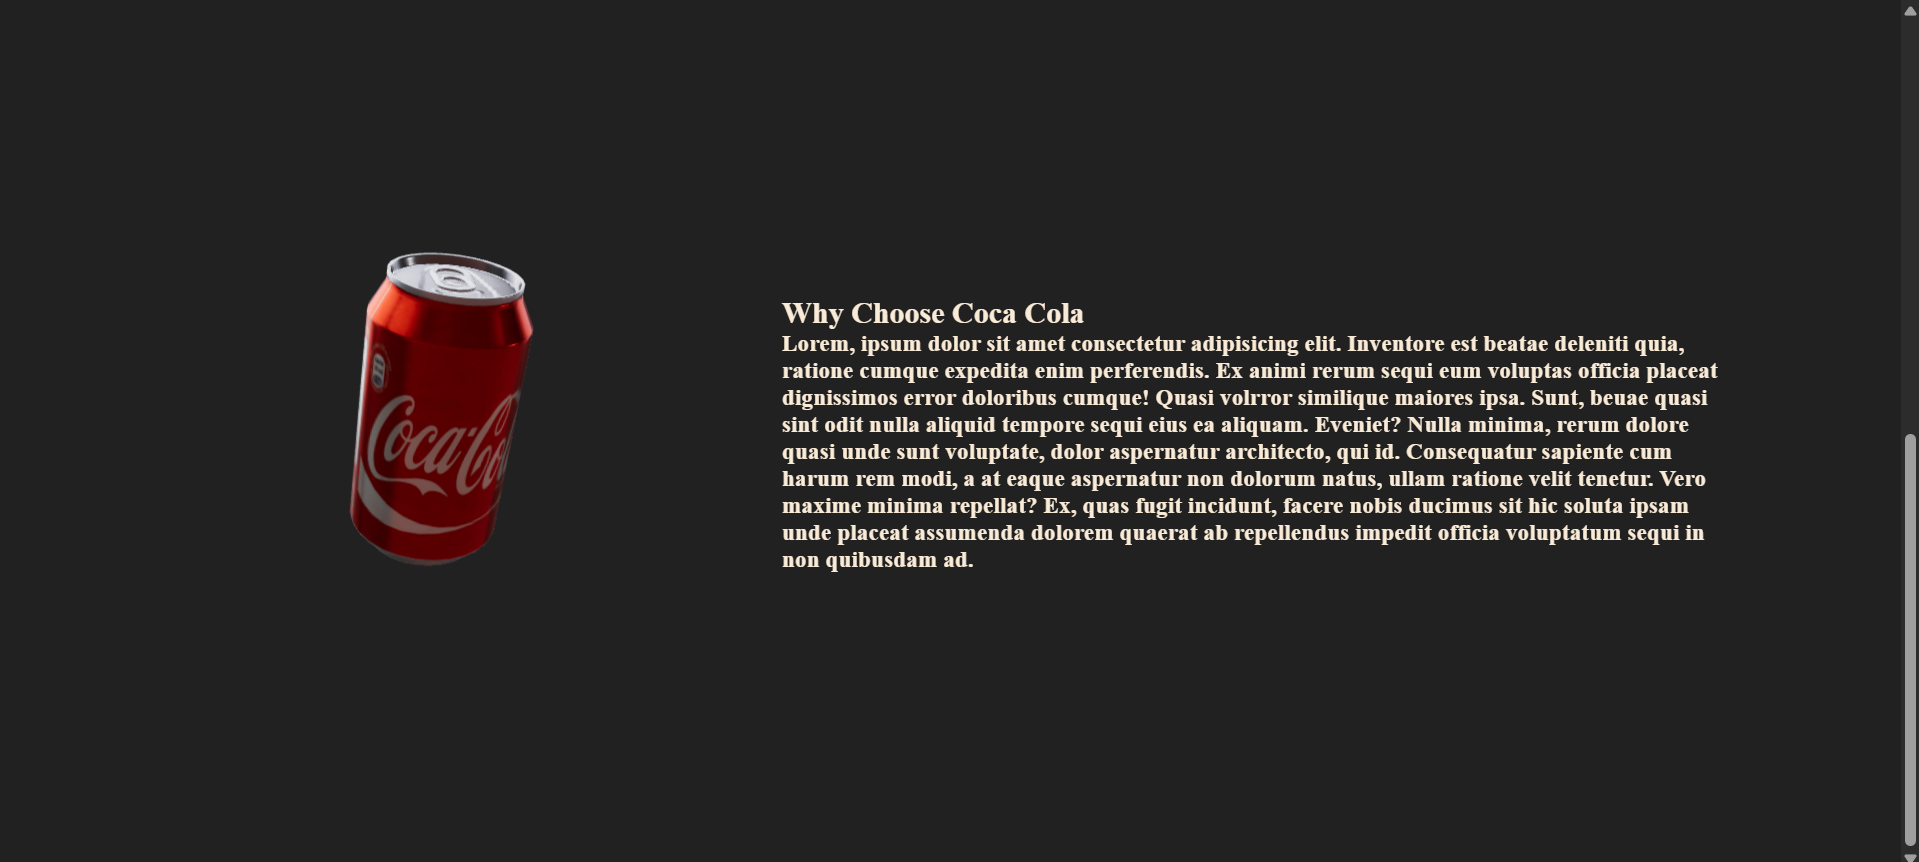 Coca-Cola
Why Choose Coca Cola
Lorem, ipsum dolor sit amet consectetur adipisicing elit. Inventore est beatae deleniti quia,
ratione cumque expedita enim perferendis. Ex animi rerum sequi eum voluptas officia placeat
dignissimos error doloribus cumque! Quasi volrror similique maiores ipsa. Sunt, beuae quasi
sint odit nulla aliquid tempore sequi eius ea aliquam. Eveniet? Nulla minima, rerum dolore
quasi unde sunt voluptate, dolor aspernatur architecto, qui id. Consequatur sapiente cum
harum rem modi, a at eaque aspernatur non dolorum natus, ullam ratione velit tenetur. Vero
maxime minima repellat? Ex, quas fugit incidunt, facere nobis ducimus sit hic soluta ipsam
unde placeat assumenda dolorem quaerat ab repellendus impedit officia voluptatum sequi in
non quibusdam ad.